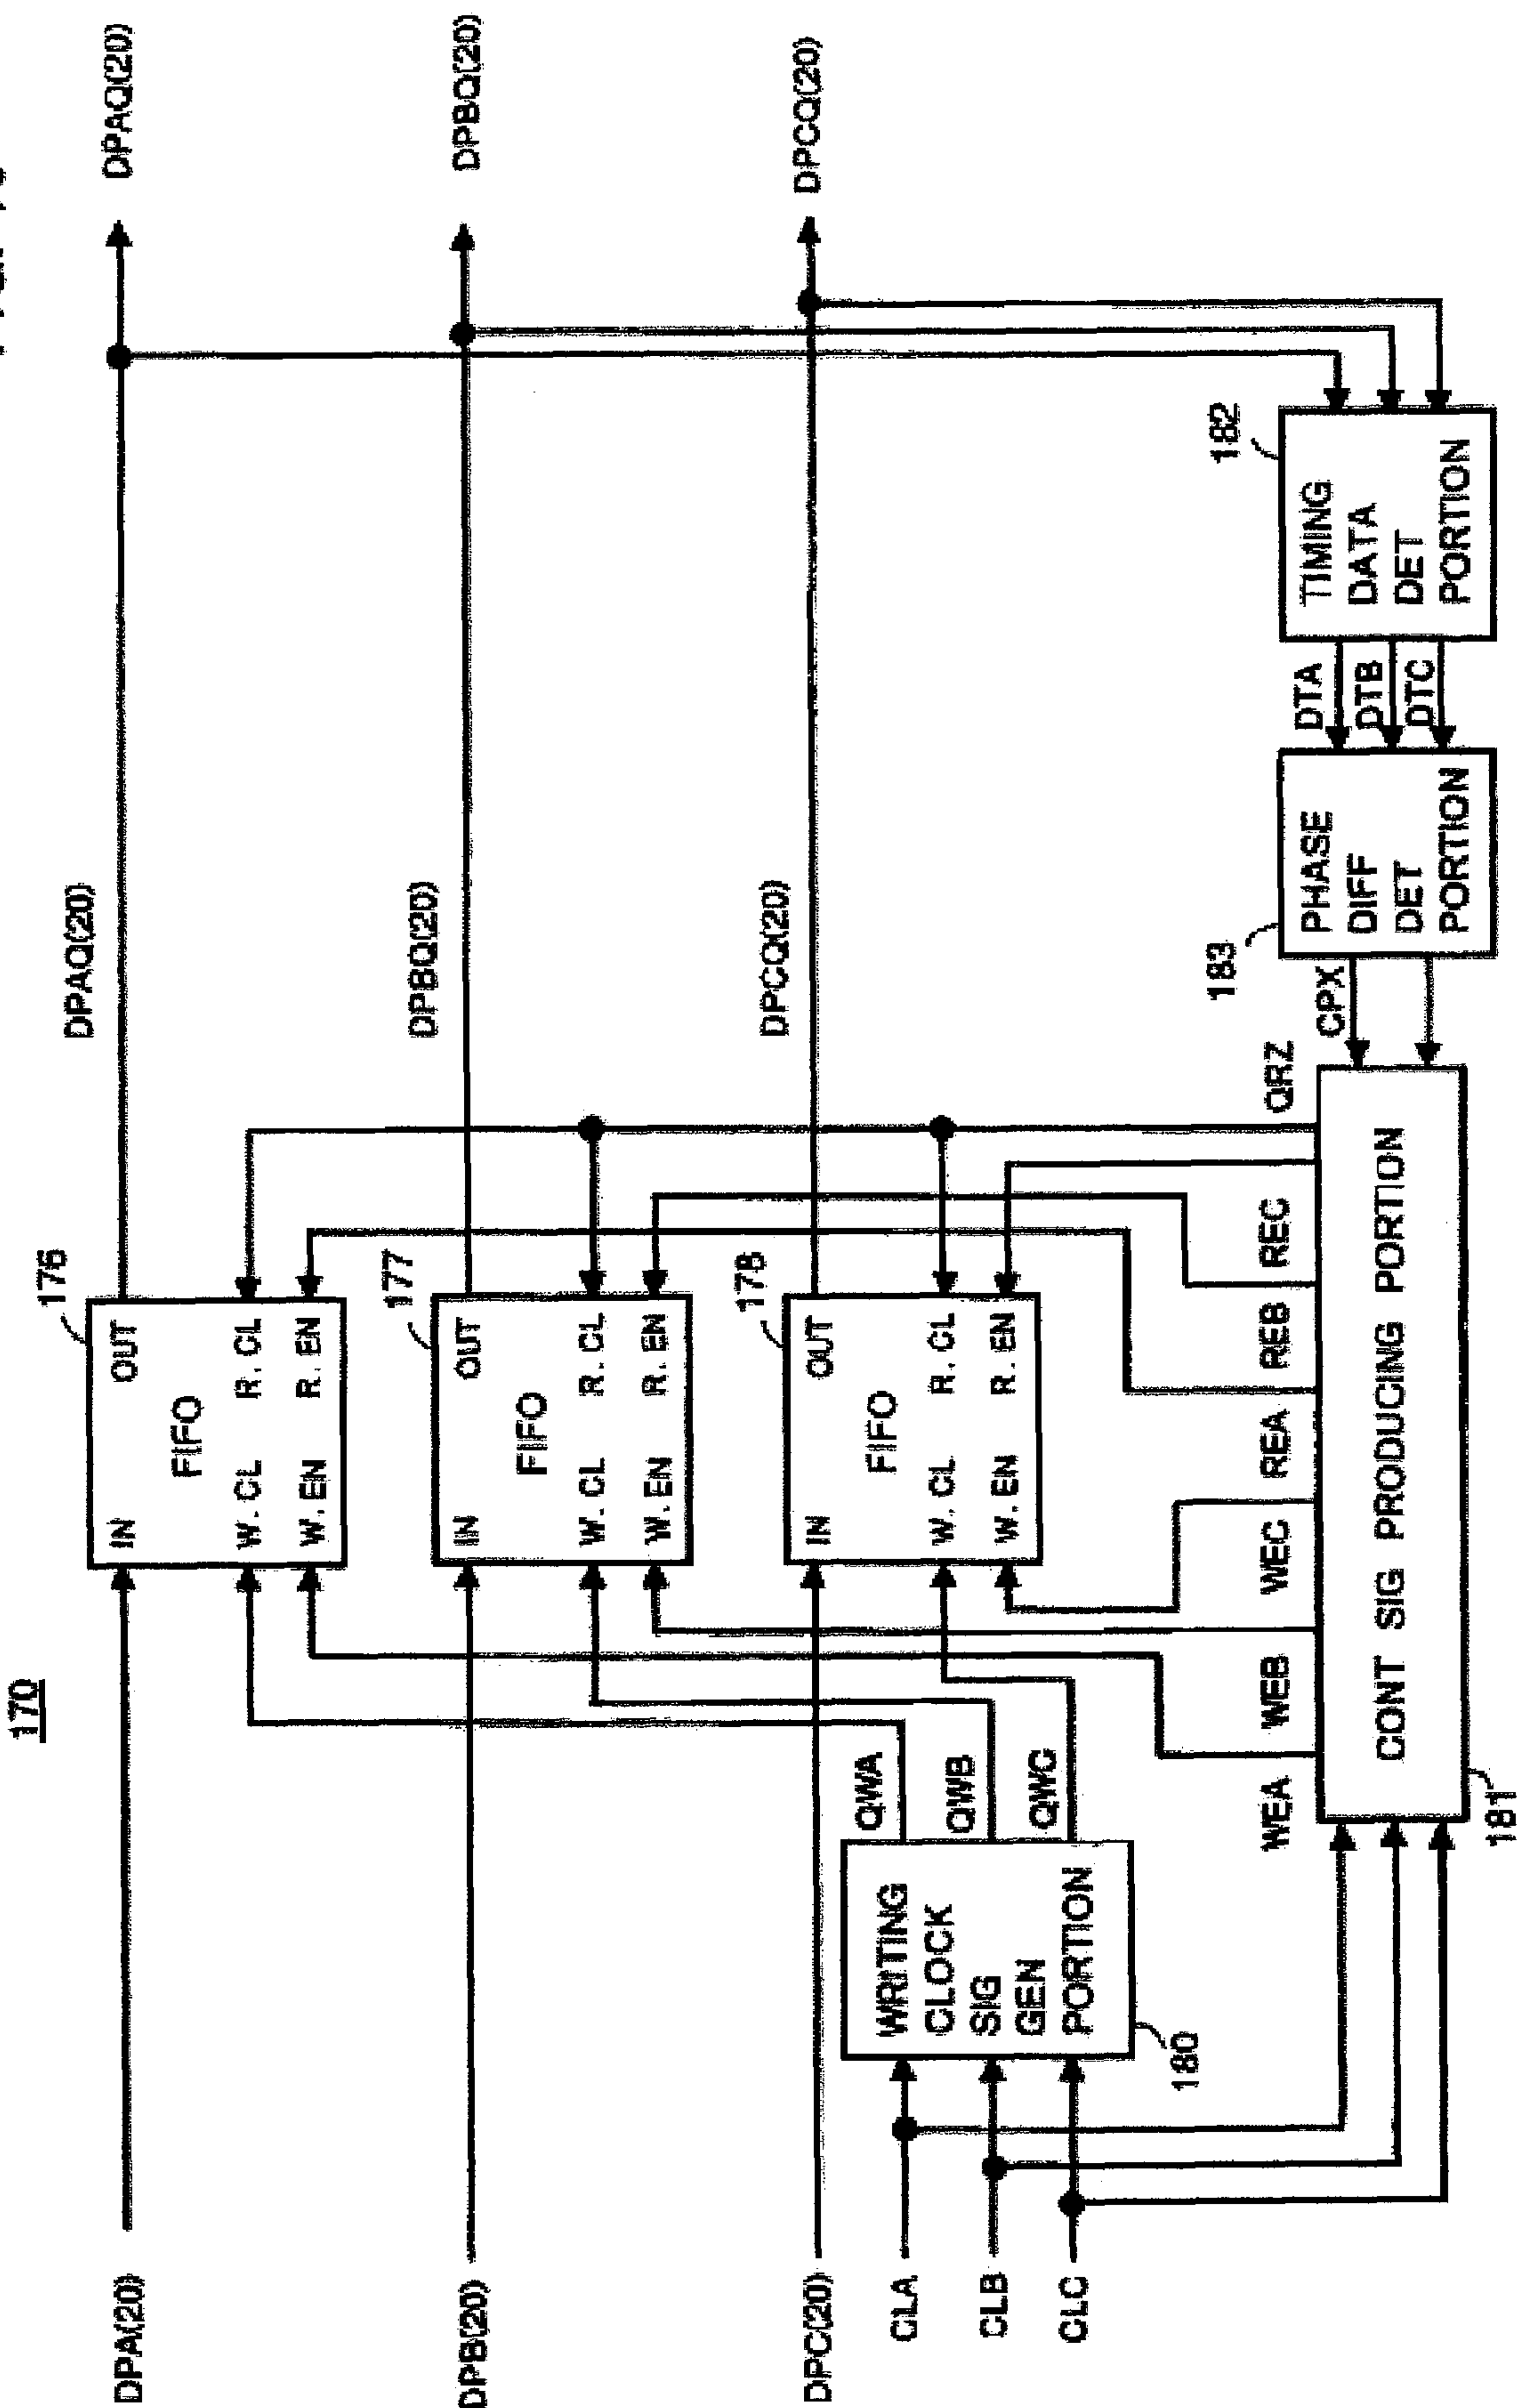 170
DPA(20)
IN
OUT
FIFO
W. CL
R. CL
W. EN
R. EN
176
DPAQ(20)
DPAQ(20)
DPB(20)
IN
OUT
FIFO
W. CL
R. CL
W. EN
R. EN
177
DPBQ(20)
DPBQ(20)
DPC(20)
IN
OUT
FIFO
W. CL
R. CL
W. EN
R. EN
178
DPCQ(20)
DPCQ(20)
CLA
CLB
CLC
WRITING
CLOCK
SIG
GEN
PORTION
180
QWA
QWB
QWC
WEA
WEB
WEC
REA
REB
REC
QRZ
CONT SIG PRODUCING PORTION
181
CPX
PHASE
DIFF
DET
PORTION
183
DTA
DTB
DTC
TIMING
DATA
DET
PORTION
182